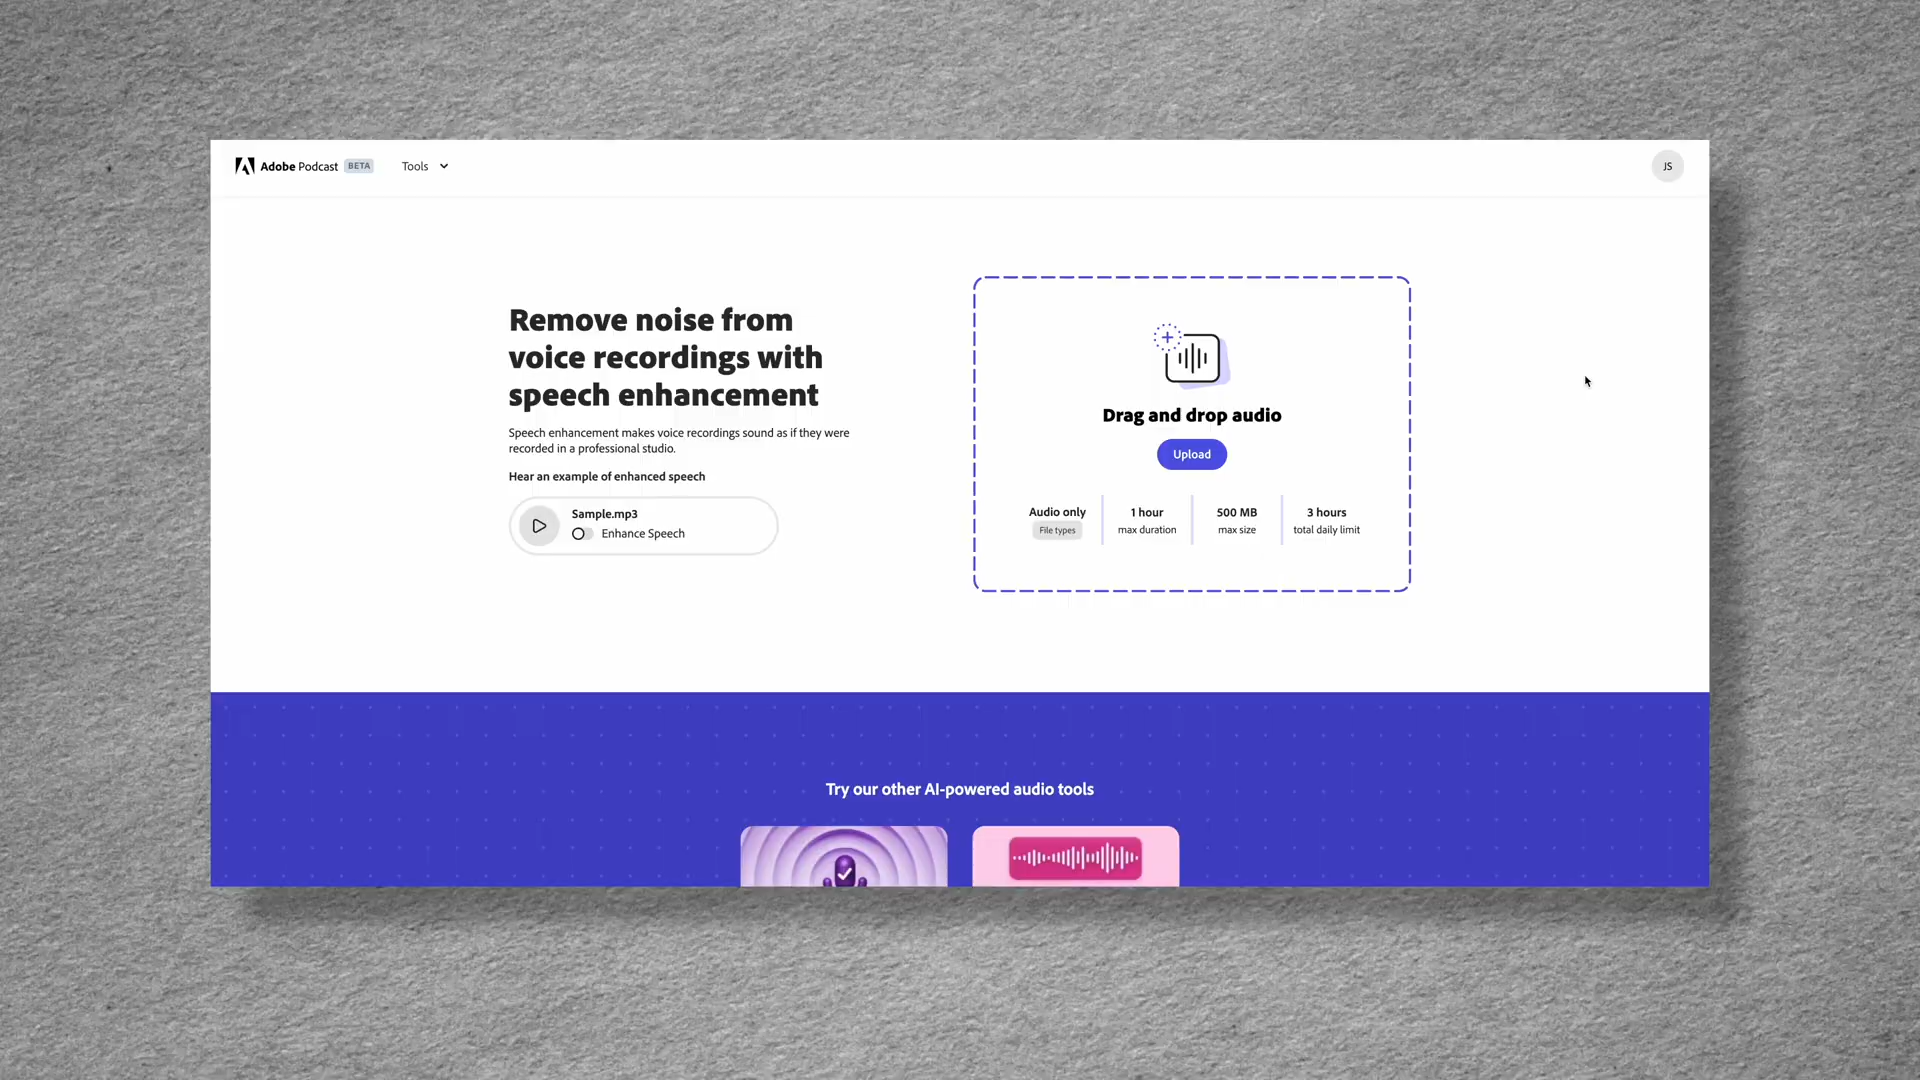 Adobe Podcast BETA Tools
JS
Remove noise from
voice recordings with
speech enhancement
Speech enhancement makes voice recordings sound as if they were
recorded in a professional studio.
Hear an example of enhanced speech
Sample.mp3
Enhance Speech
Drag and drop audio
Upload
Audio only
File types
1 hour
max duration
500 MB
max size
3 hours
total daily limit
Try our other AI-powered audio tools